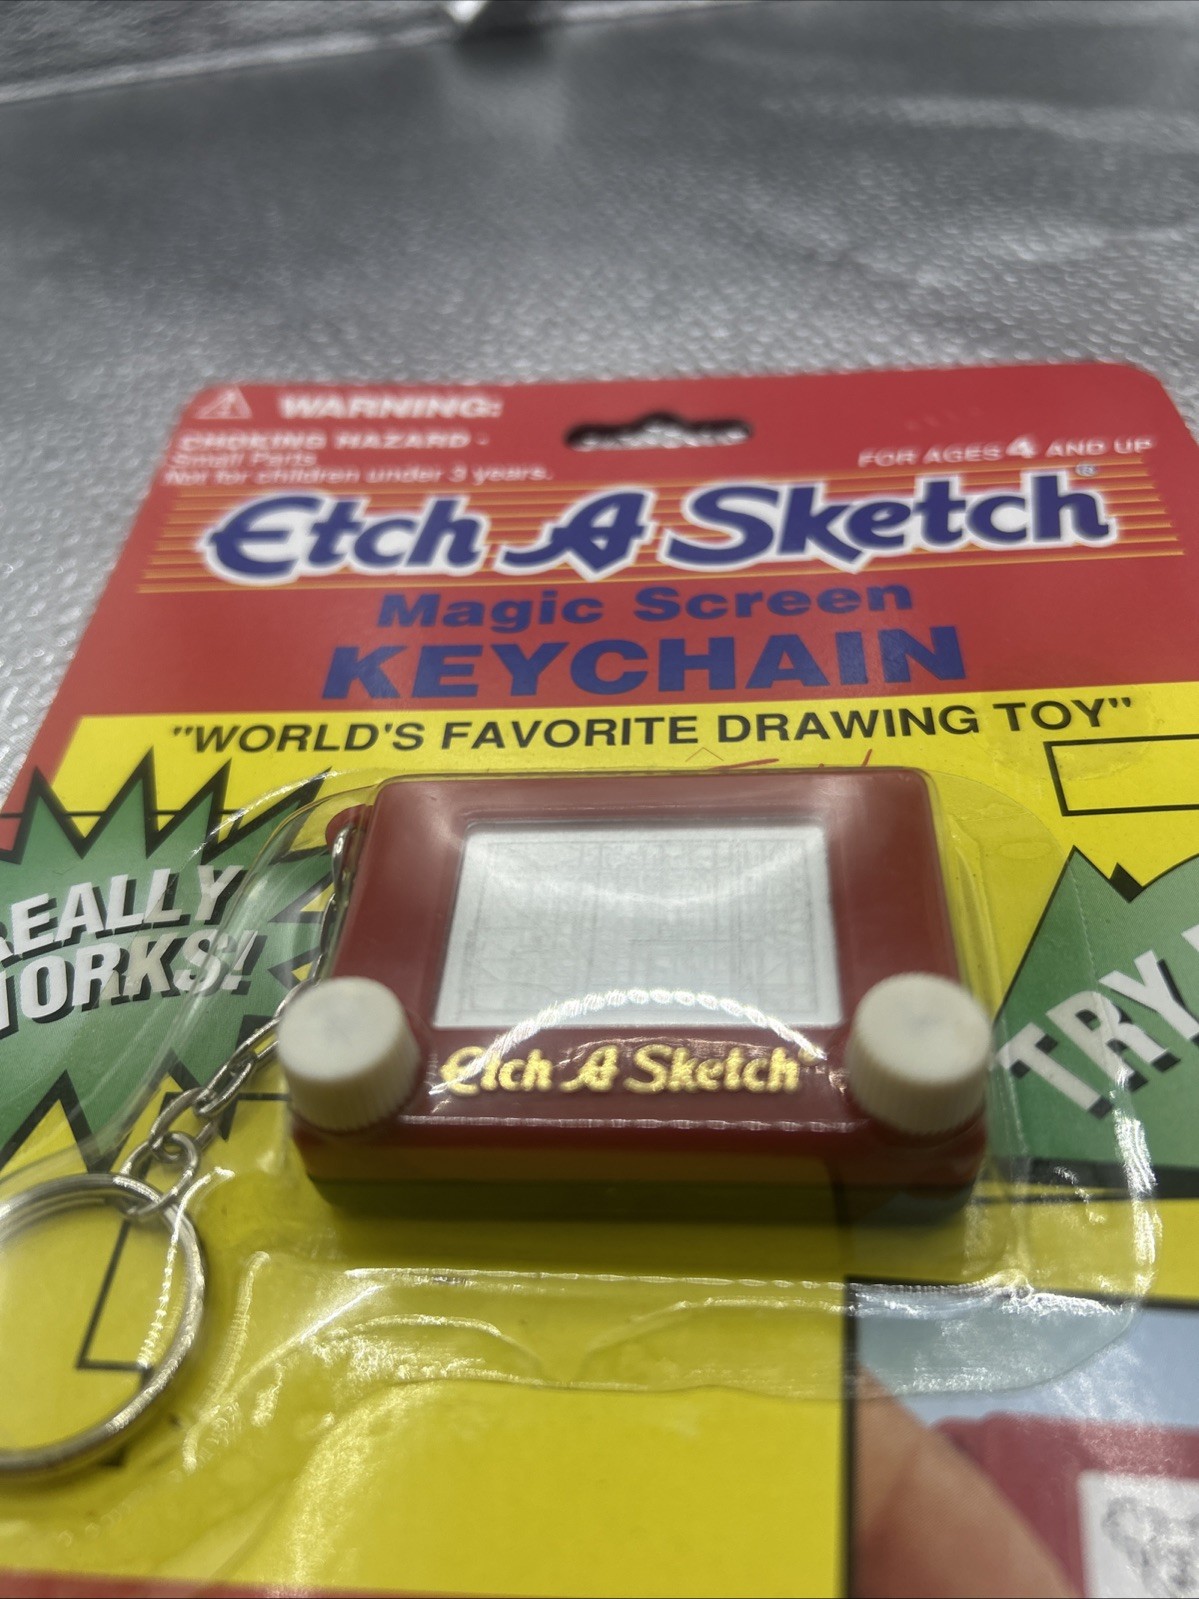 WARNING:
CHOKING HAZARD -
Small Parts
Not for children under 3 years.
FOR AGES 4 AND UP
Etch A Sketch®
Magic Screen
KEYCHAIN
"WORLD'S FAVORITE DRAWING TOY"
REALLY
WORKS!
TRY
Etch A Sketch®